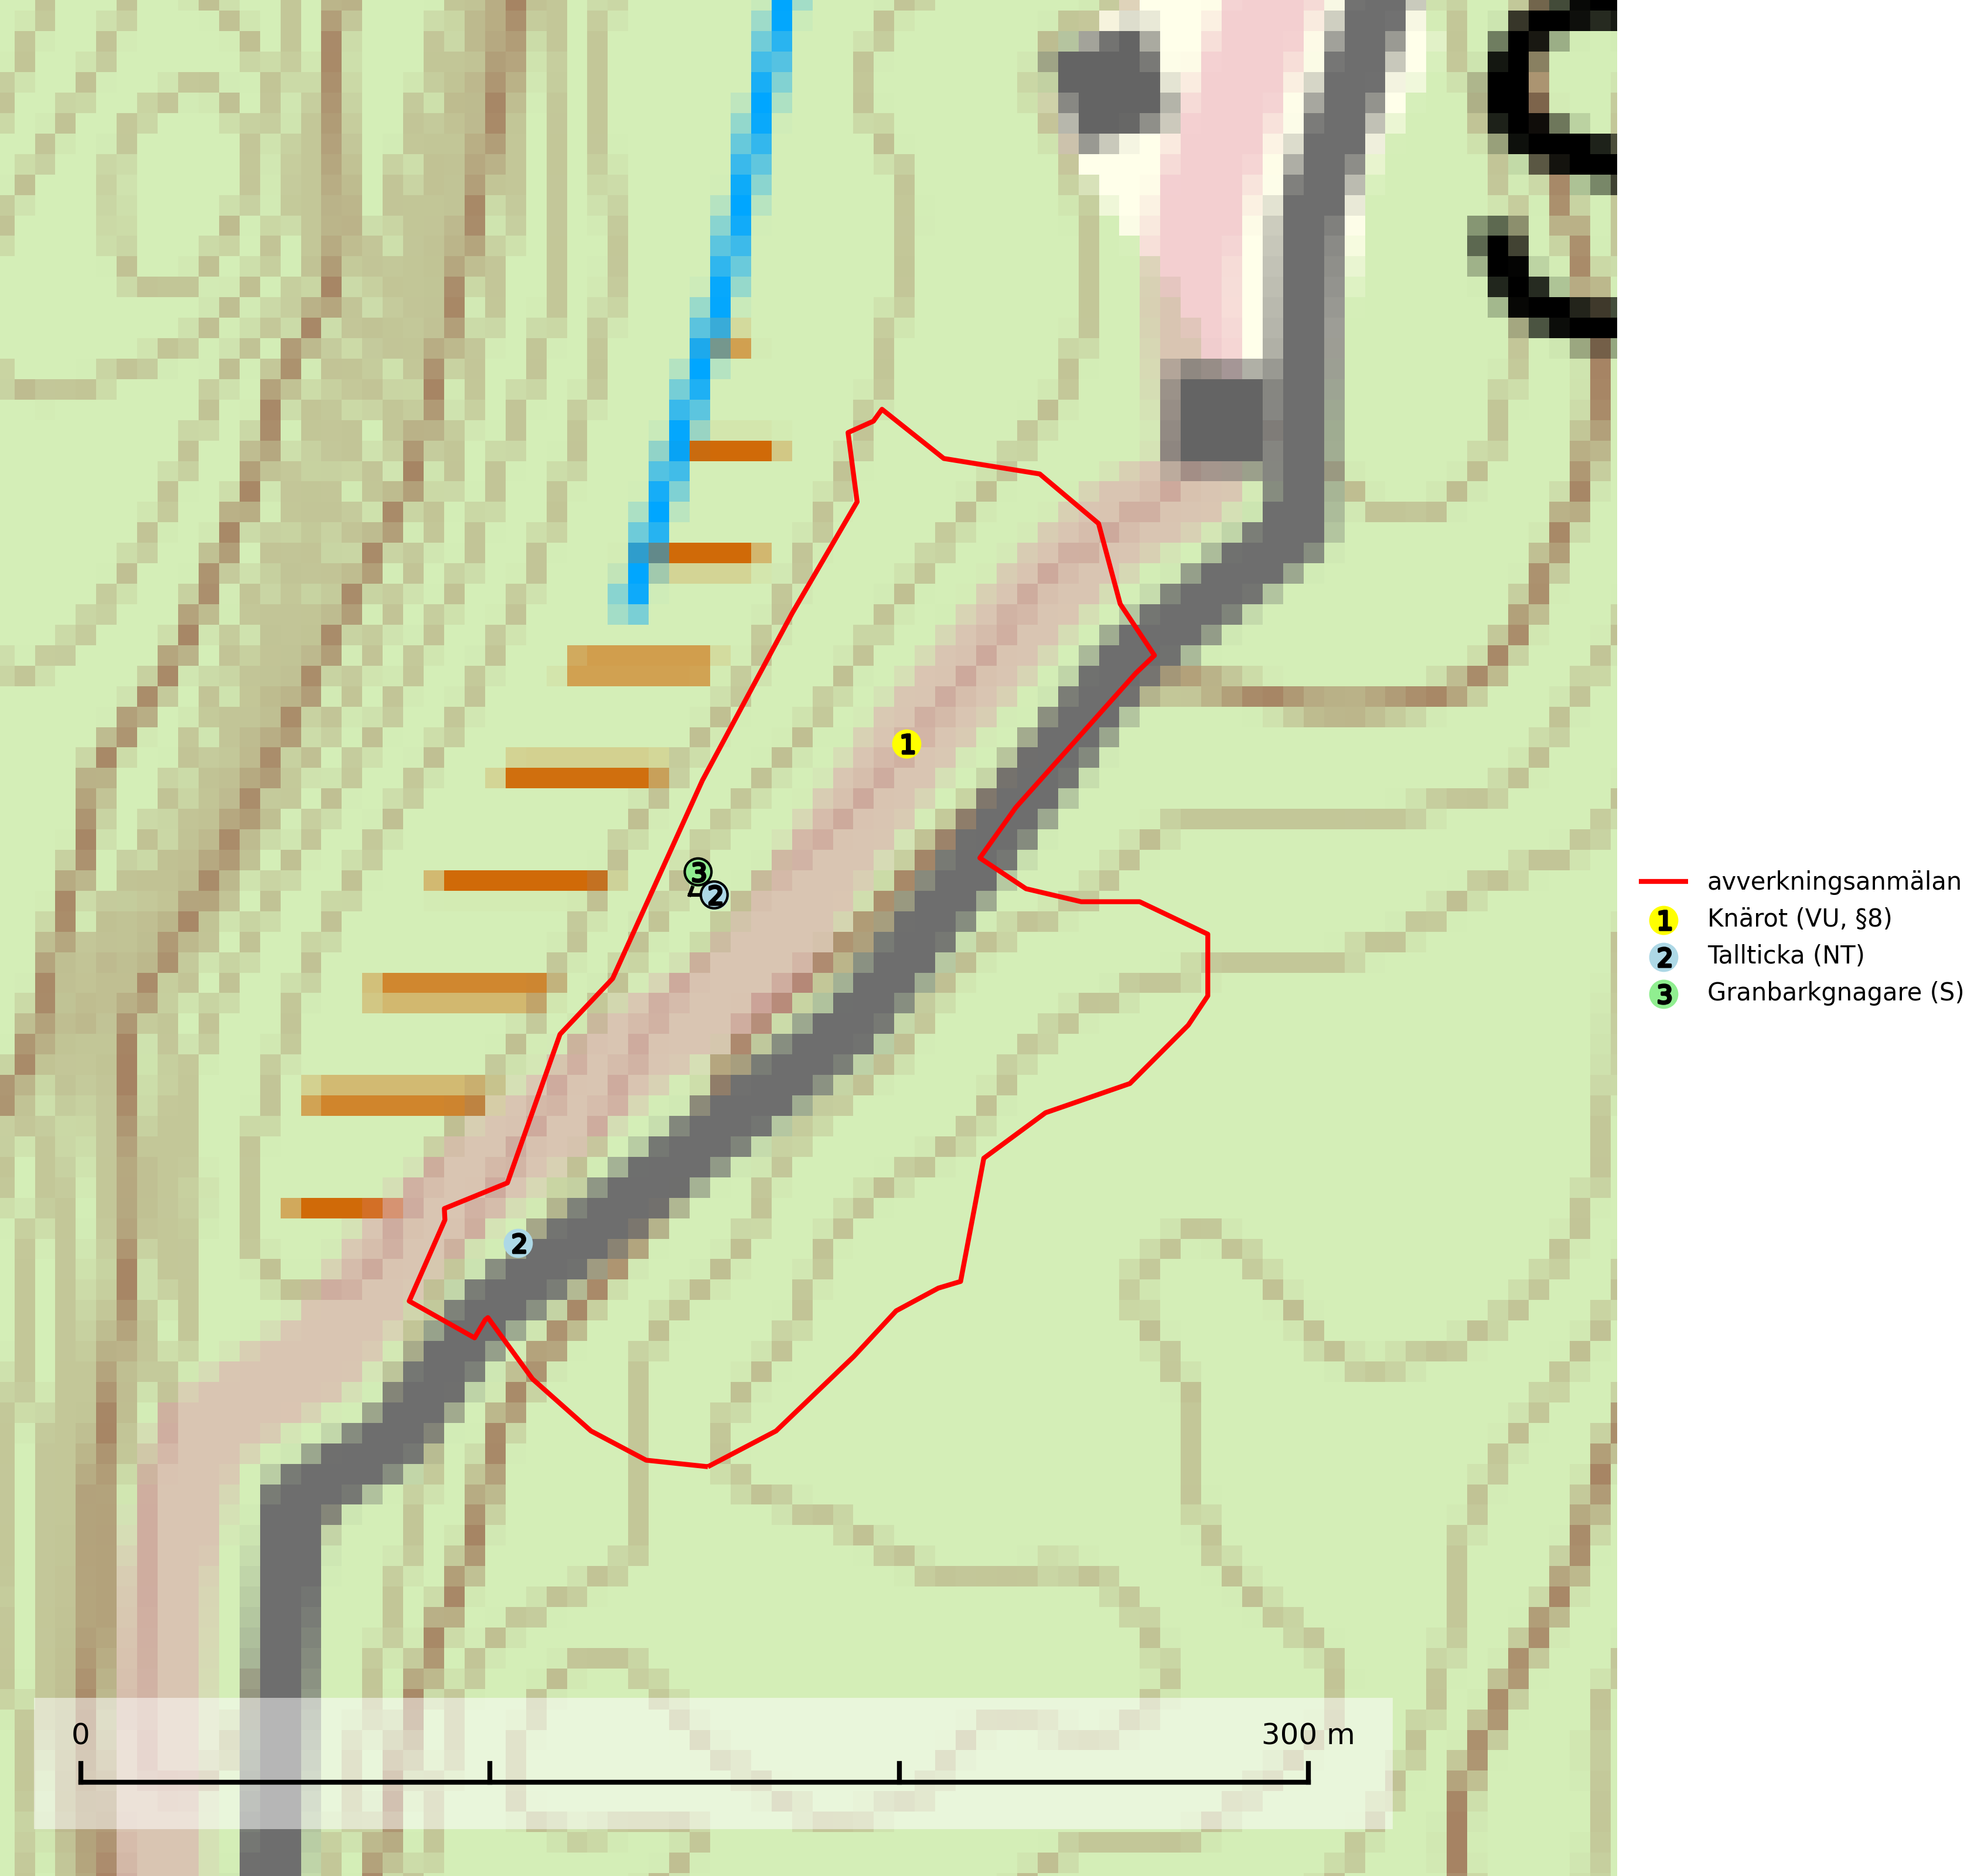 1
3
2
2
avverkningsanmälan
1 Knärot (VU, §8)
2 Tallticka (NT)
3 Granbarkgnagare (S)
0 300 m